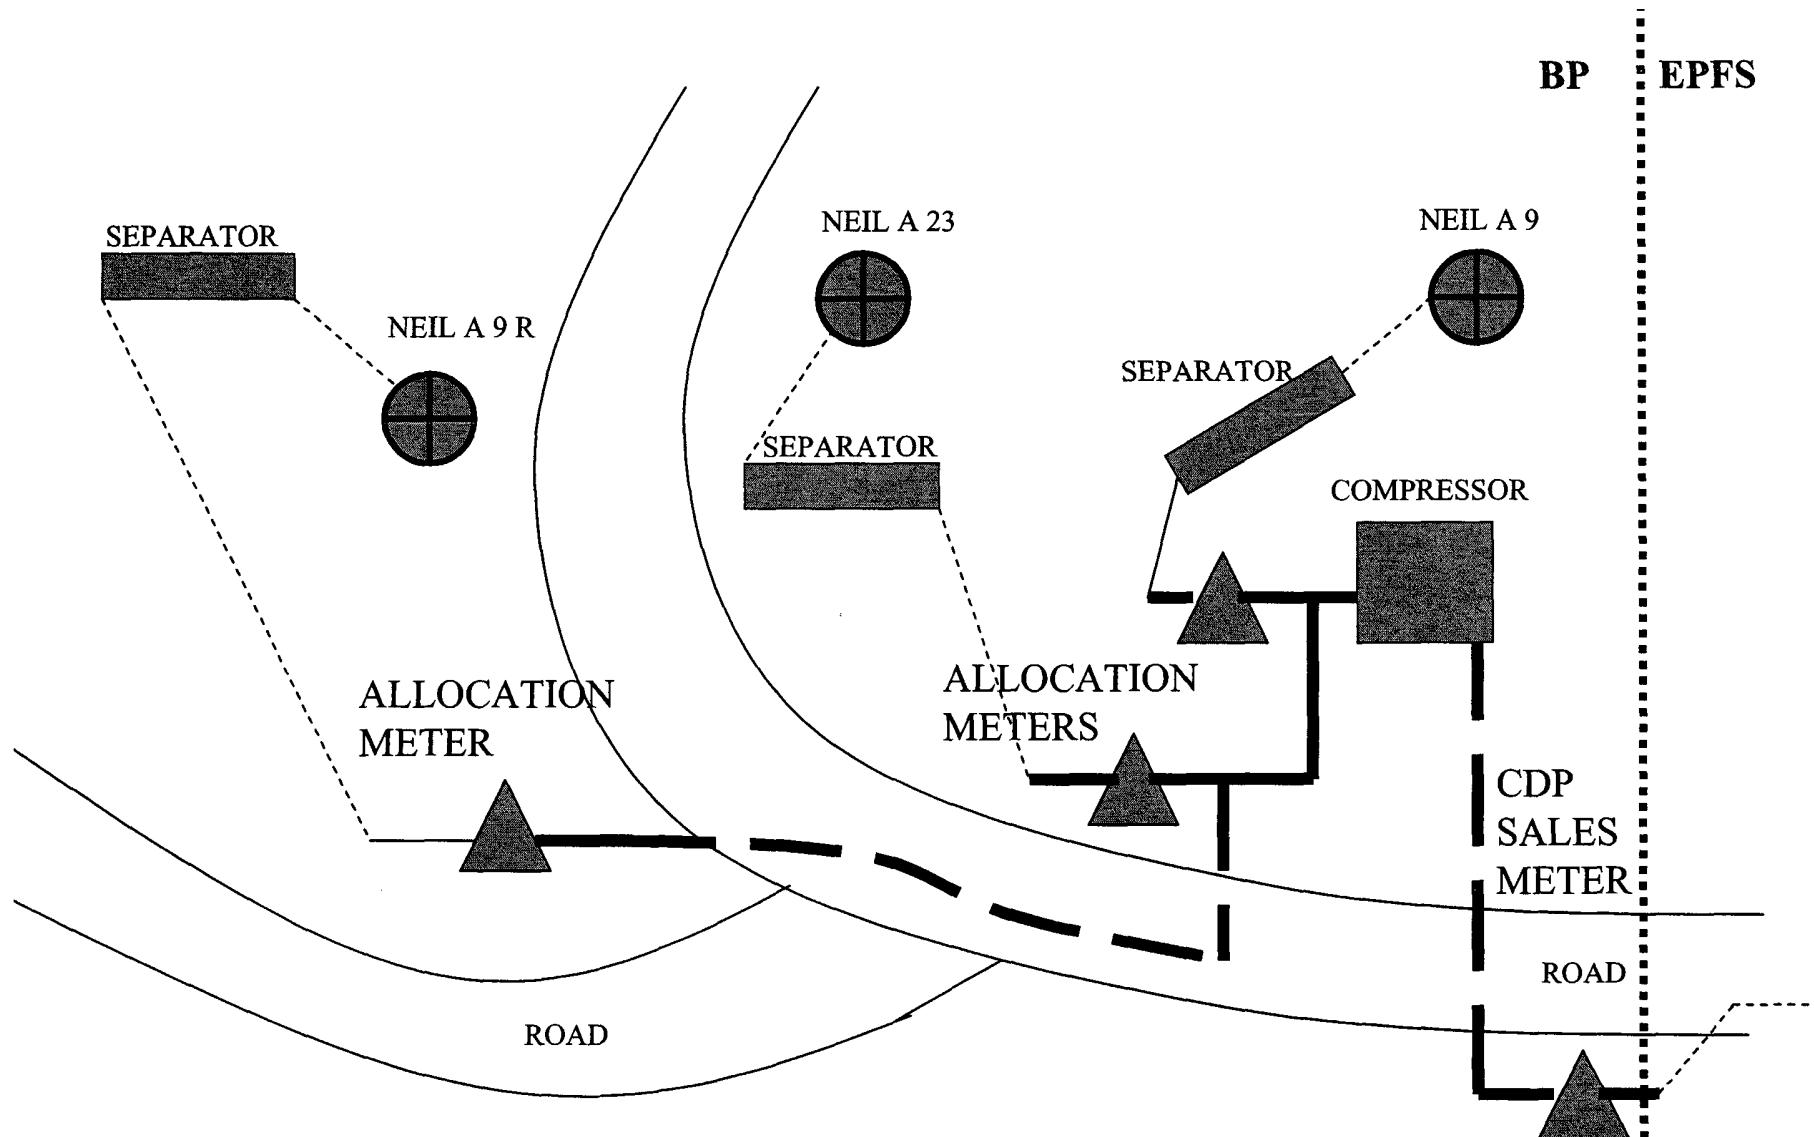 BP EPFS
NEIL A 23
NEIL A 9
SEPARATOR
NEIL A 9 R
SEPARATOR
SEPARATOR
COMPRESSOR
ALLOCATION
METER
ALLOCATION
METERS
CDP
SALES
METER
ROAD
ROAD